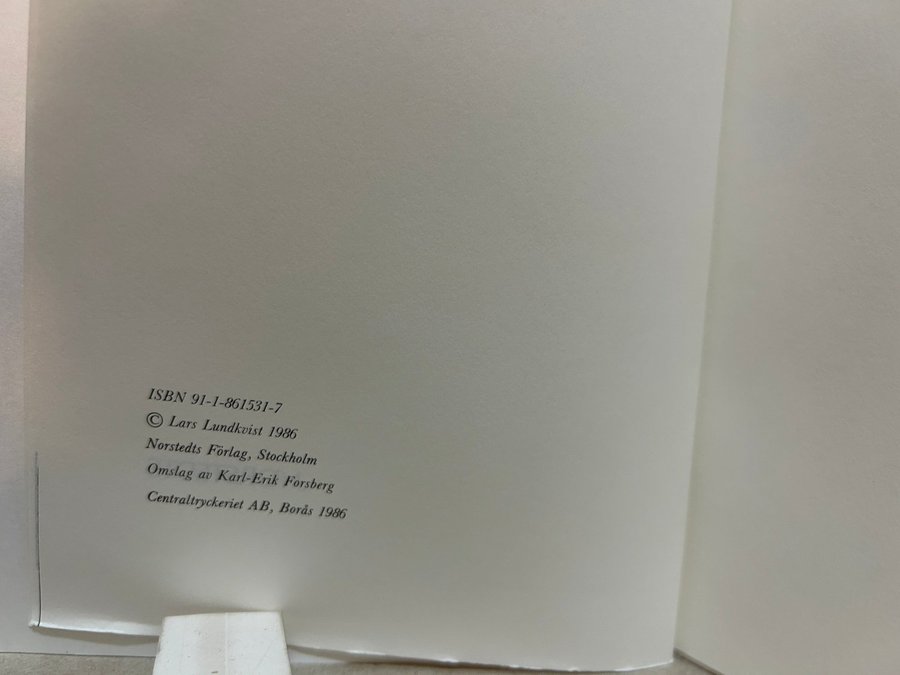 ISBN 91-1-861531-7
© Lars Lundkvist 1986
Norstedts Förlag, Stockholm
Omslag av Karl-Erik Forsberg
Centraltryckeriet AB, Borås 1986